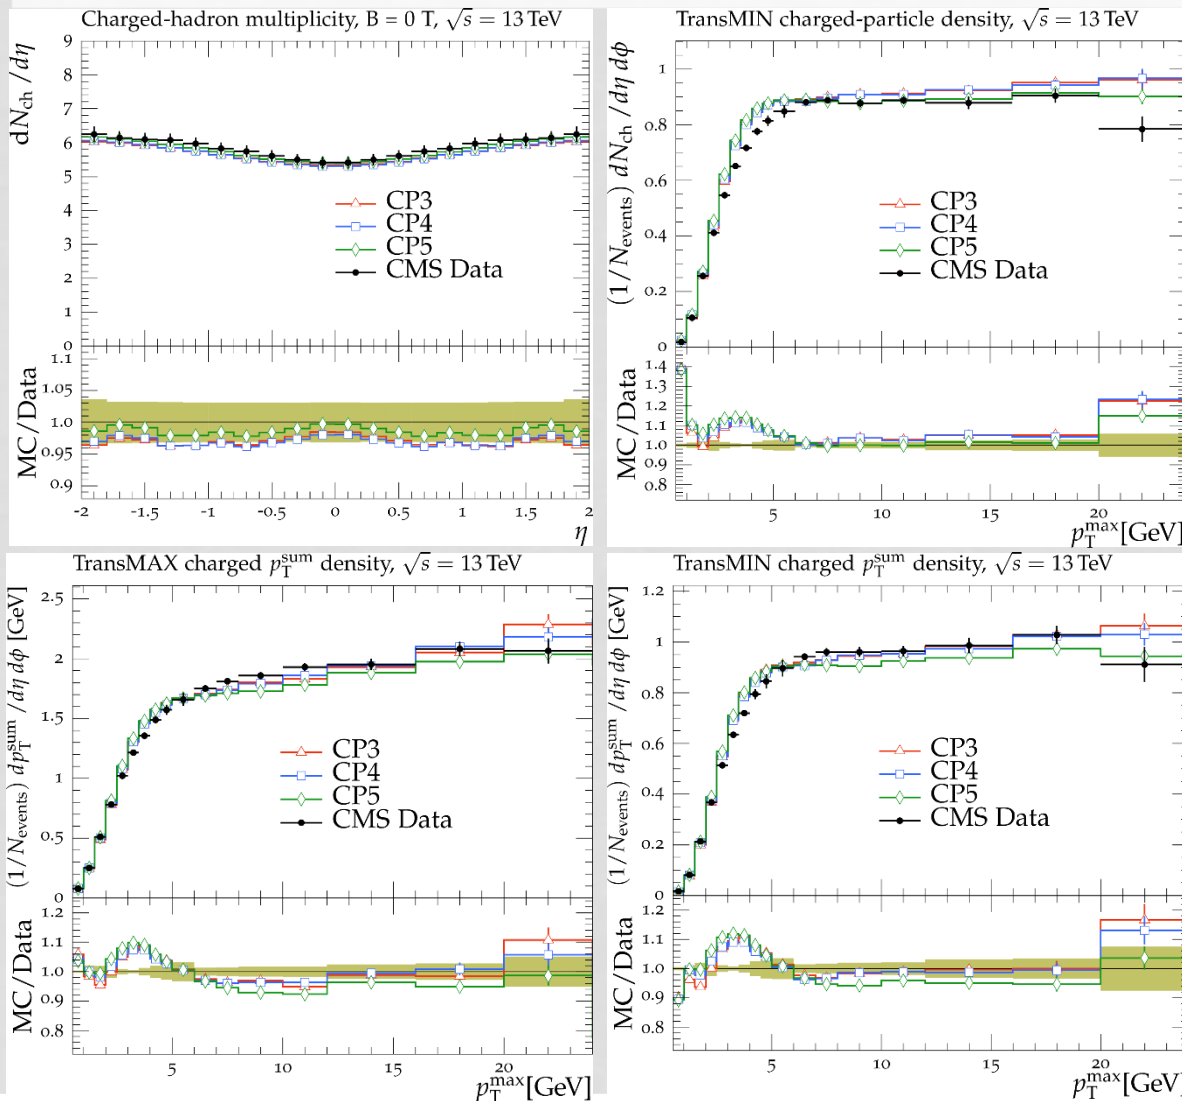 Charged-hadron multiplicity, B = 0 T, √s = 13 TeV
dN_ch /dη
9
8
7
6
5
4
3
2
1
0
CP3
CP4
CP5
CMS Data
MC/Data
1.1
1.05
1.0
0.95
0.9
-2 -1.5 -1 -0.5 0 0.5 1 1.5 2
η
TransMIN charged-particle density, √s = 13 TeV
(1/N_events) dN_ch /dη dϕ
1
0.8
0.6
0.4
0.2
0
CP3
CP4
CP5
CMS Data
MC/Data
1.4
1.3
1.2
1.1
1.0
0.9
0.8
5 10 15 20
p_T^max [GeV]
TransMAX charged p_T^sum density, √s = 13 TeV
(1/N_events) dp_T^sum /dη dϕ [GeV]
2.5
2
1.5
1
0.5
0
CP3
CP4
CP5
CMS Data
MC/Data
1.2
1.1
1.0
0.9
0.8
5 10 15 20
p_T^max [GeV]
TransMIN charged p_T^sum density, √s = 13 TeV
(1/N_events) dp_T^sum /dη dϕ [GeV]
1.2
1
0.8
0.6
0.4
0.2
0
CP3
CP4
CP5
CMS Data
MC/Data
1.2
1.1
1.0
0.9
0.8
5 10 15 20
p_T^max [GeV]